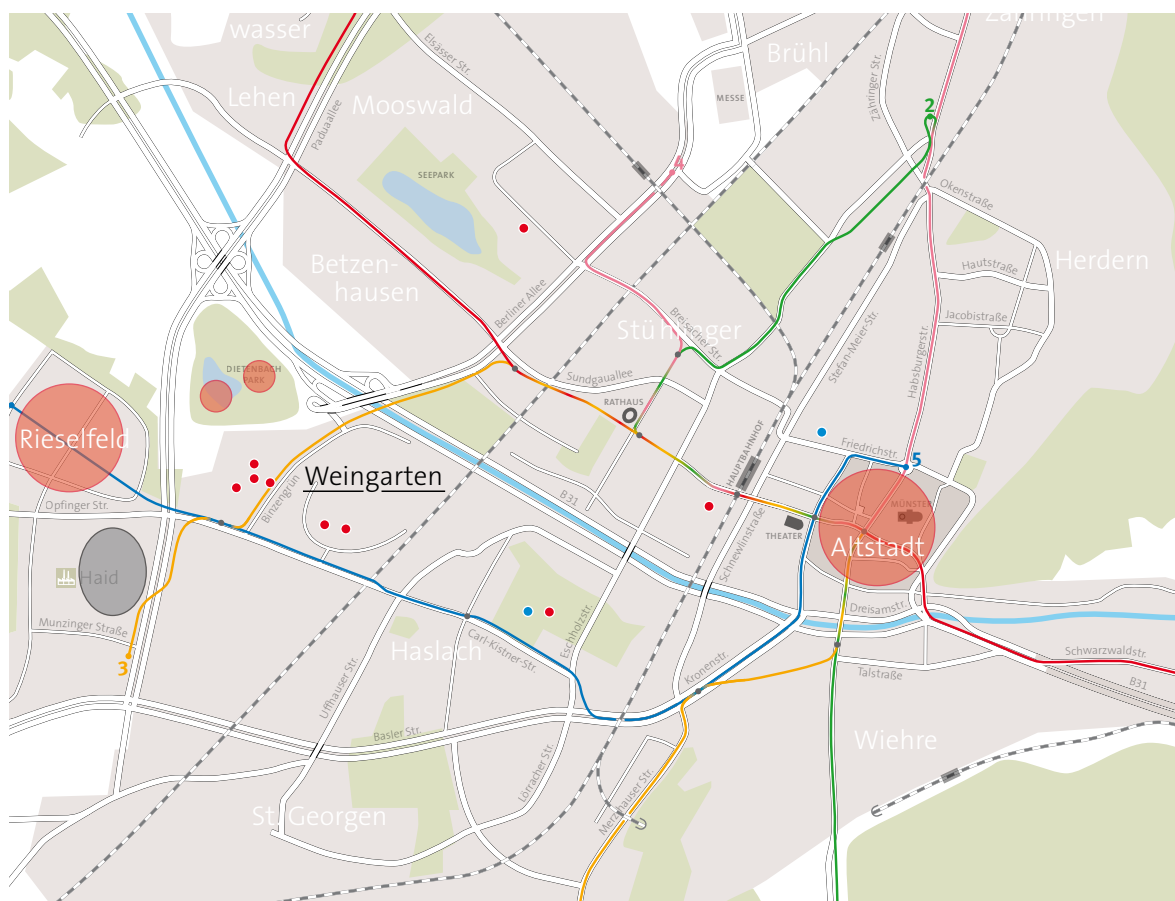 wasser
Zähringen
Brühl
Elsässer Str.
Zähringer Str.
Lehen
Mooswald
MESSE
Paduaallee
2
4
SEEPARK
Okenstraße
Herdern
Hautstraße
Betzen-
hausen
Berliner Allee
Breisacher Str.
Jacobistraße
Stühlinger
Stefan-Meier-Str.
Habsburgerstr.
DIETENBACH
PARK
Sundgauallee
RATHAUS
Rieselfeld
HAUPTBAHNHOF
Friedrichstr.
5
Weingarten
Binzengrün
B31
Opfinger Str.
MÜNSTER
THEATER
Altstadt
Schnewlinstraße
Haid
Dreisamstr.
Munzinger Straße
Eschholzstr.
Haslach
Carl-Kistner-Str.
3
Uffhauser Str.
Kronenstr.
Talstraße
Schwarzwaldstr.
B31
Basler Str.
Wiehre
Lörracher Str.
Merzhauser Str.
St. Georgen